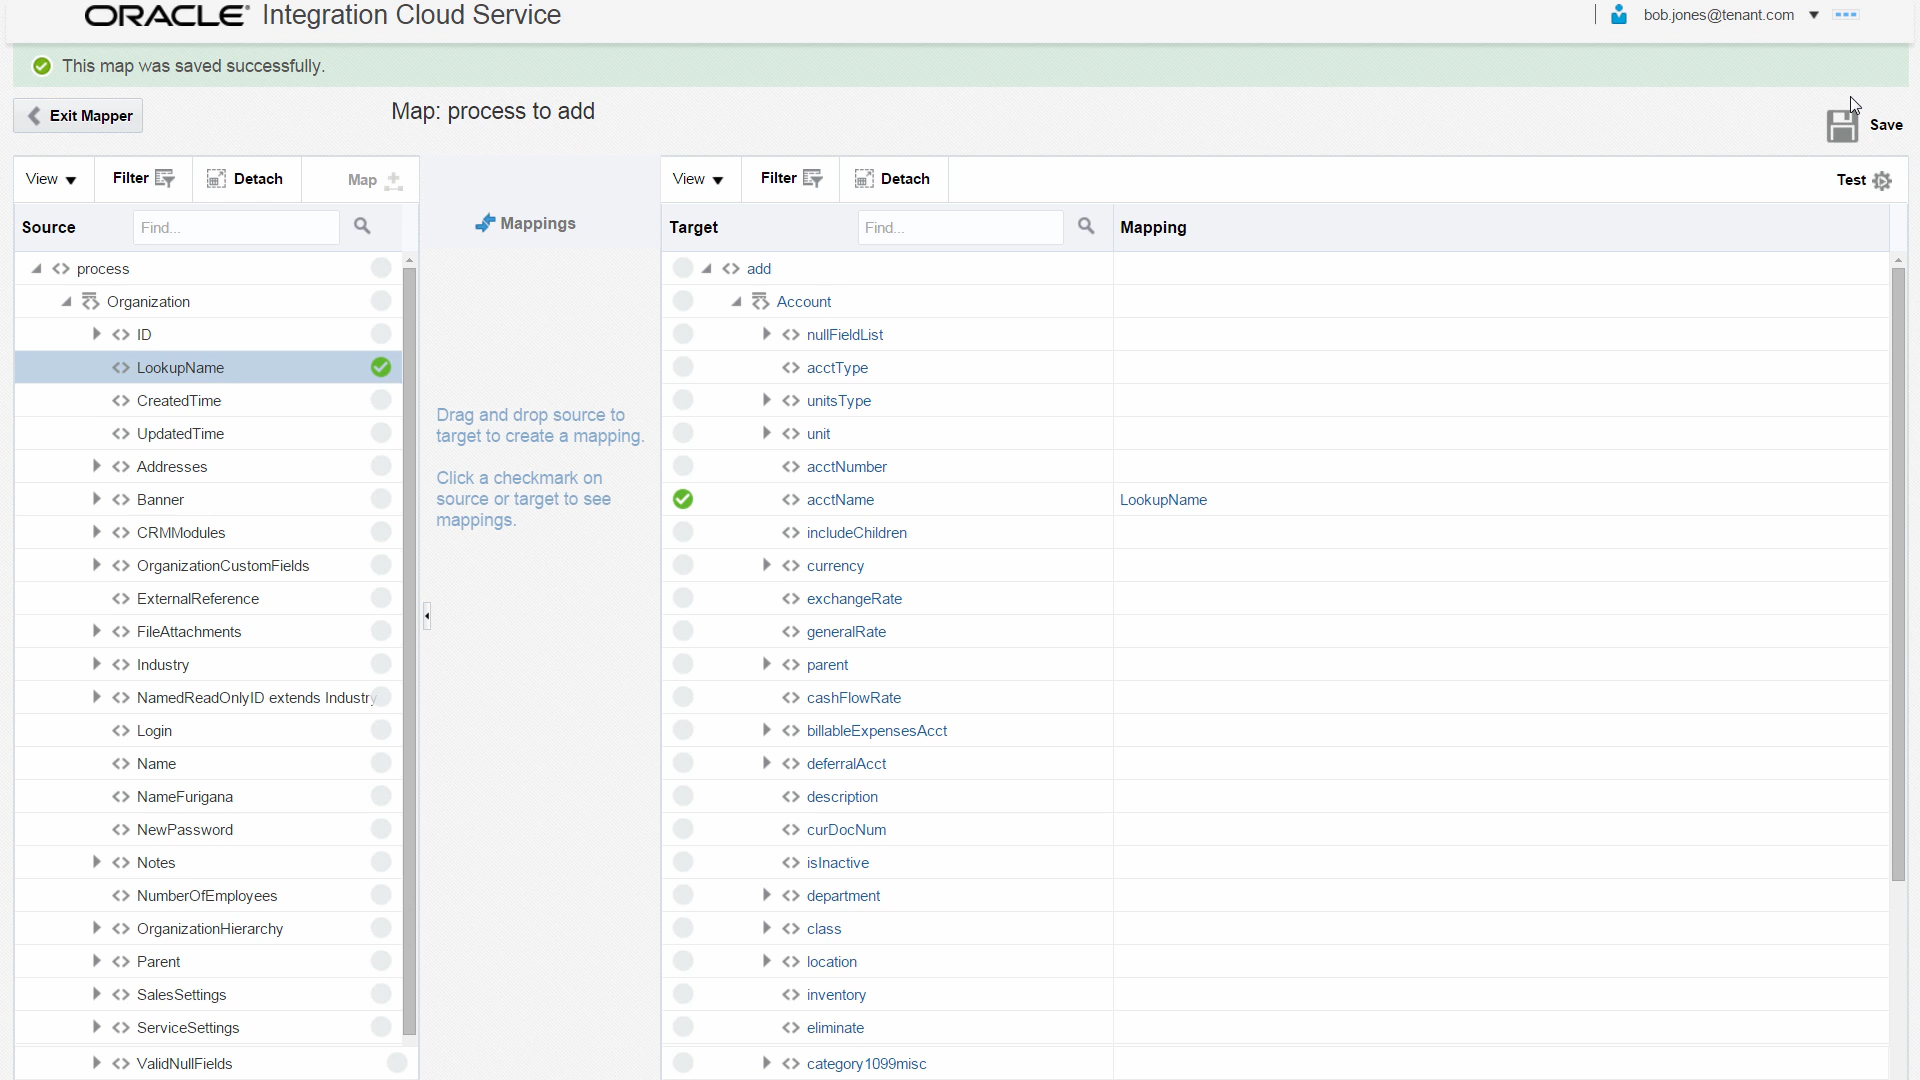 ORACLE Integration Cloud Service
bob.jones@tenant.com
This map was saved successfully.
Exit Mapper
Map: process to add
Save
View
Filter
Detach
Map
View
Filter
Detach
Test
Source
Find...
Mappings
Target
Find...
Mapping
process
Organization
ID
LookupName
CreatedTime
UpdatedTime
Addresses
Banner
CRMModules
OrganizationCustomFields
ExternalReference
FileAttachments
Industry
NamedReadOnlyID extends Industry
Login
Name
NameFurigana
NewPassword
Notes
NumberOfEmployees
OrganizationHierarchy
Parent
SalesSettings
ServiceSettings
ValidNullFields
Drag and drop source to
target to create a mapping.
Click a checkmark on
source or target to see
mappings.
add
Account
nullFieldList
acctType
unitsType
unit
acctNumber
acctName LookupName
includeChildren
currency
exchangeRate
generalRate
parent
cashFlowRate
billableExpensesAcct
deferralAcct
description
curDocNum
isInactive
department
class
location
inventory
eliminate
category1099misc